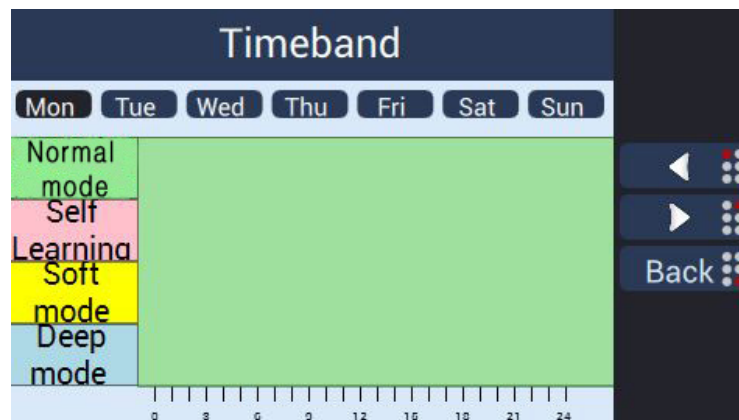 Timeband
Mon Tue Wed Thu Fri Sat Sun
Normal
mode
Self
Learning
Soft
mode
Deep
mode
Back
0 3 6 9 12 15 18 21 24